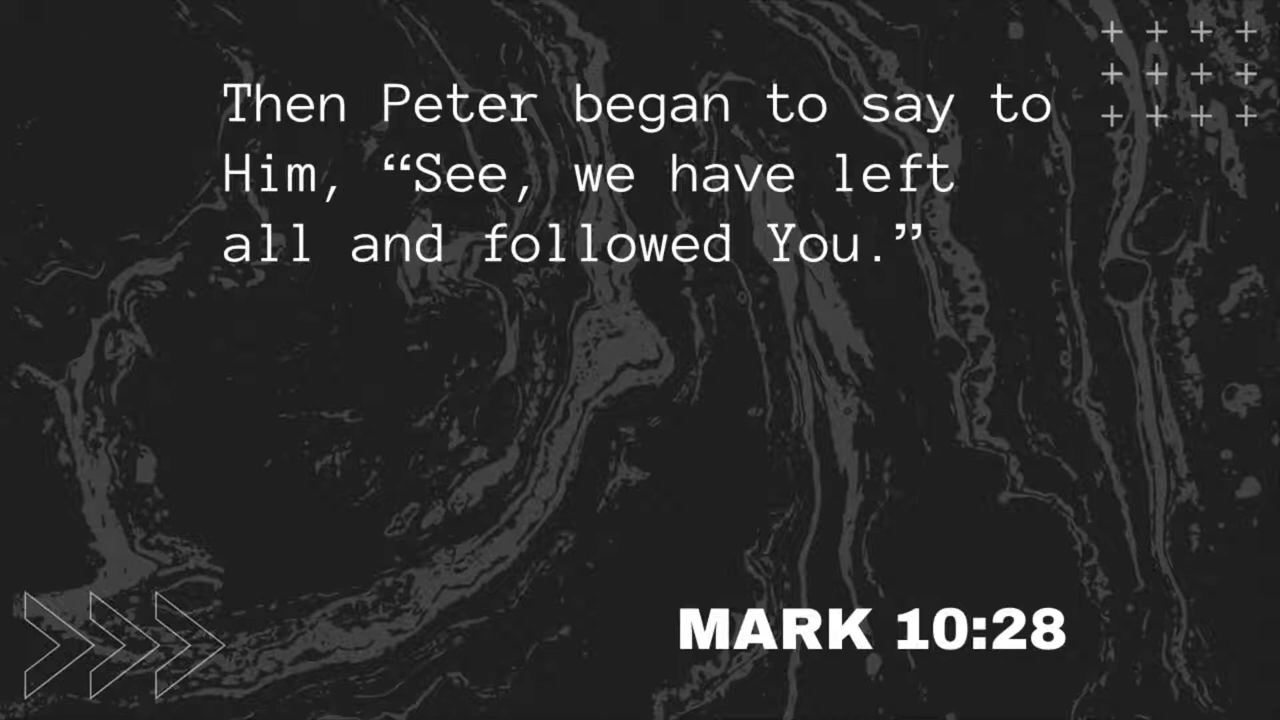 Then Peter began to say to
Him, “See, we have left
all and followed You.”
MARK 10:28